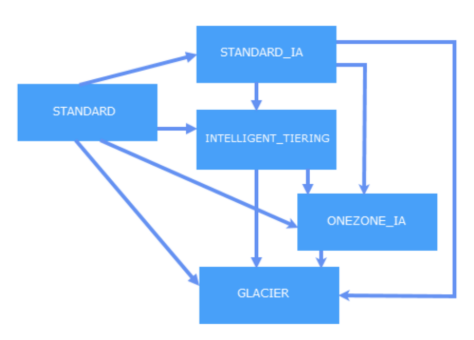 STANDARD_IA
STANDARD
INTELLIGENT_TIERING
ONEZONE_IA
GLACIER